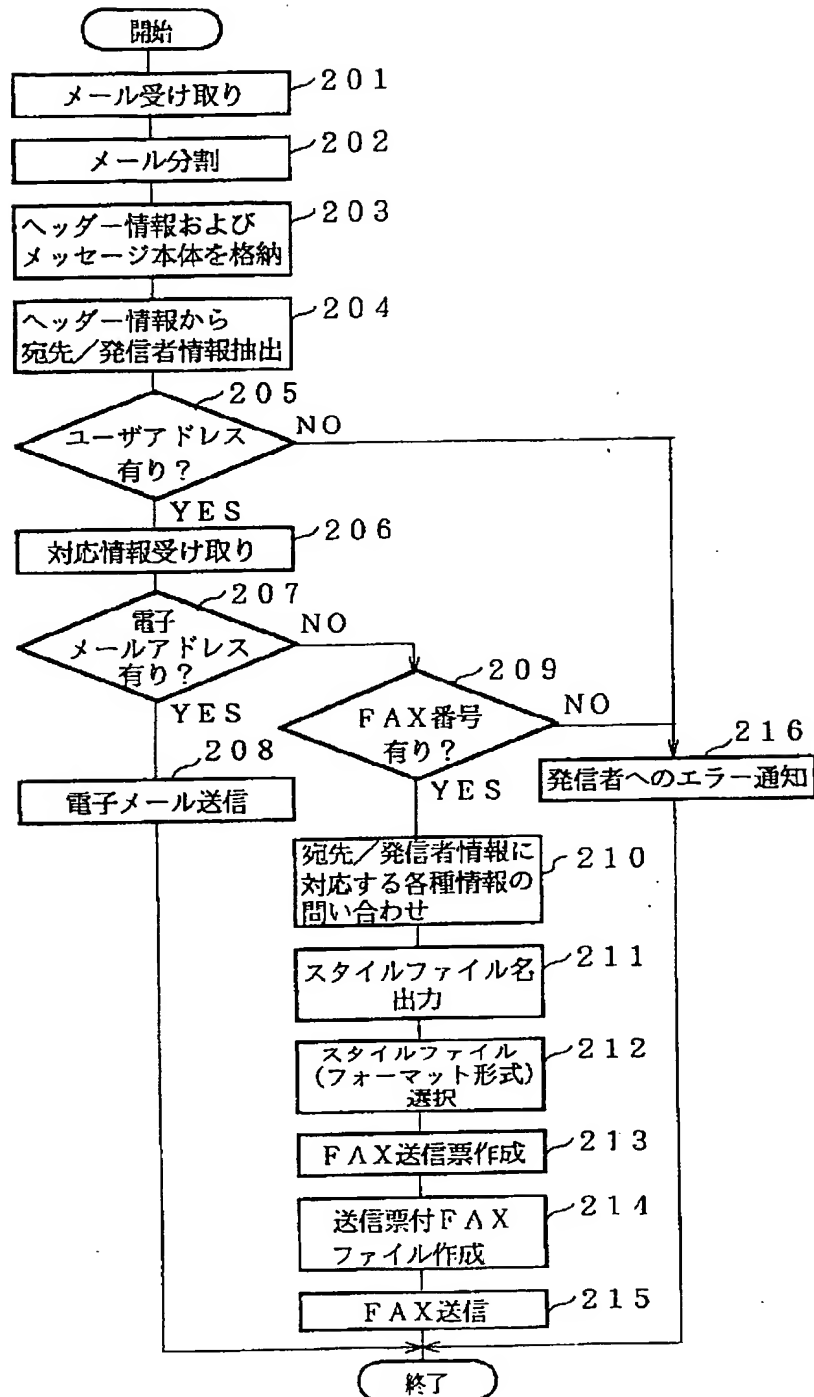 開始
メール受け取り
201
メール分割
202
ヘッダー情報および
メッセージ本体を格納
203
ヘッダー情報から
宛先／発信者情報抽出
204
205
ユーザアドレス
有り？
NO
YES
対応情報受け取り
206
207
電子
メールアドレス
有り？
NO
YES
208
電子メール送信
209
FAX番号
有り？
NO
YES
216
発信者へのエラー通知
宛先／発信者情報に
対応する各種情報の
問い合わせ
210
スタイルファイル名
出力
211
スタイルファイル
(フォーマット形式)
選択
212
FAX送信票作成
213
送信票付FAX
ファイル作成
214
FAX送信
215
終了